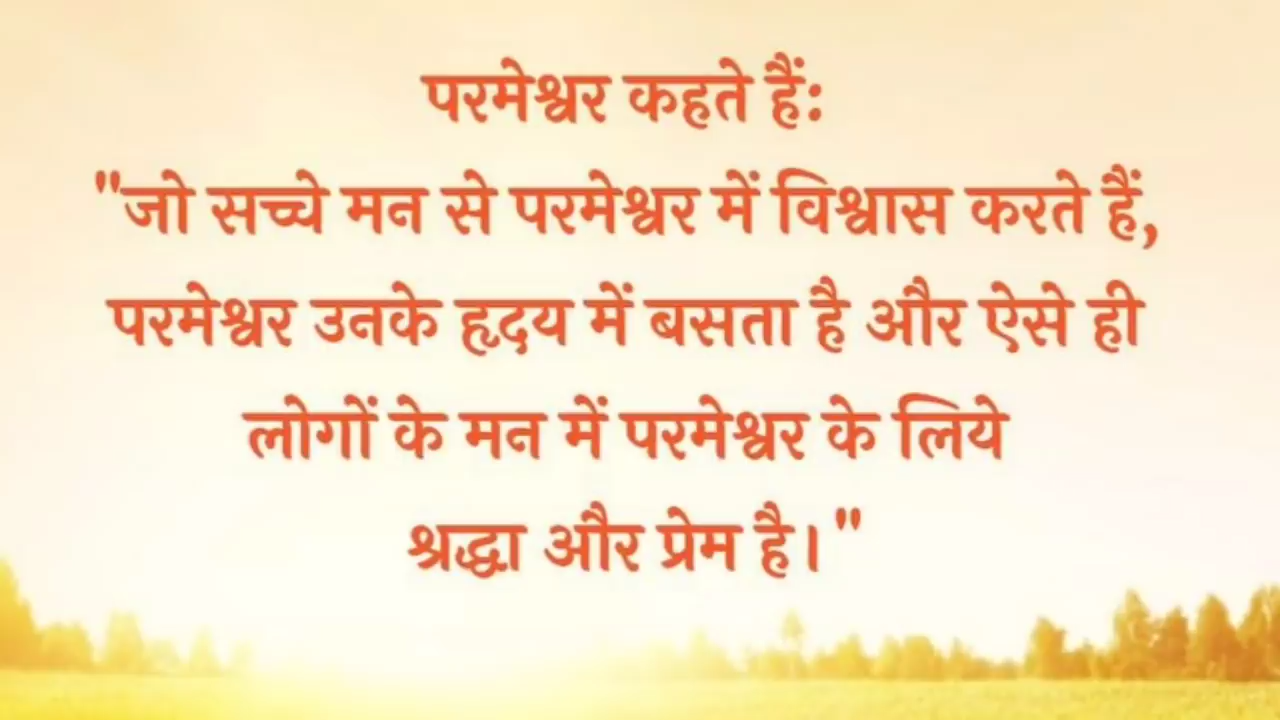 परमेश्वर कहते हैं:
"जो सच्चे मन से परमेश्वर में विश्वास करते हैं,
परमेश्वर उनके हृदय में बसता है और ऐसे ही
लोगों के मन में परमेश्वर के लिये
श्रद्धा और प्रेम है।"